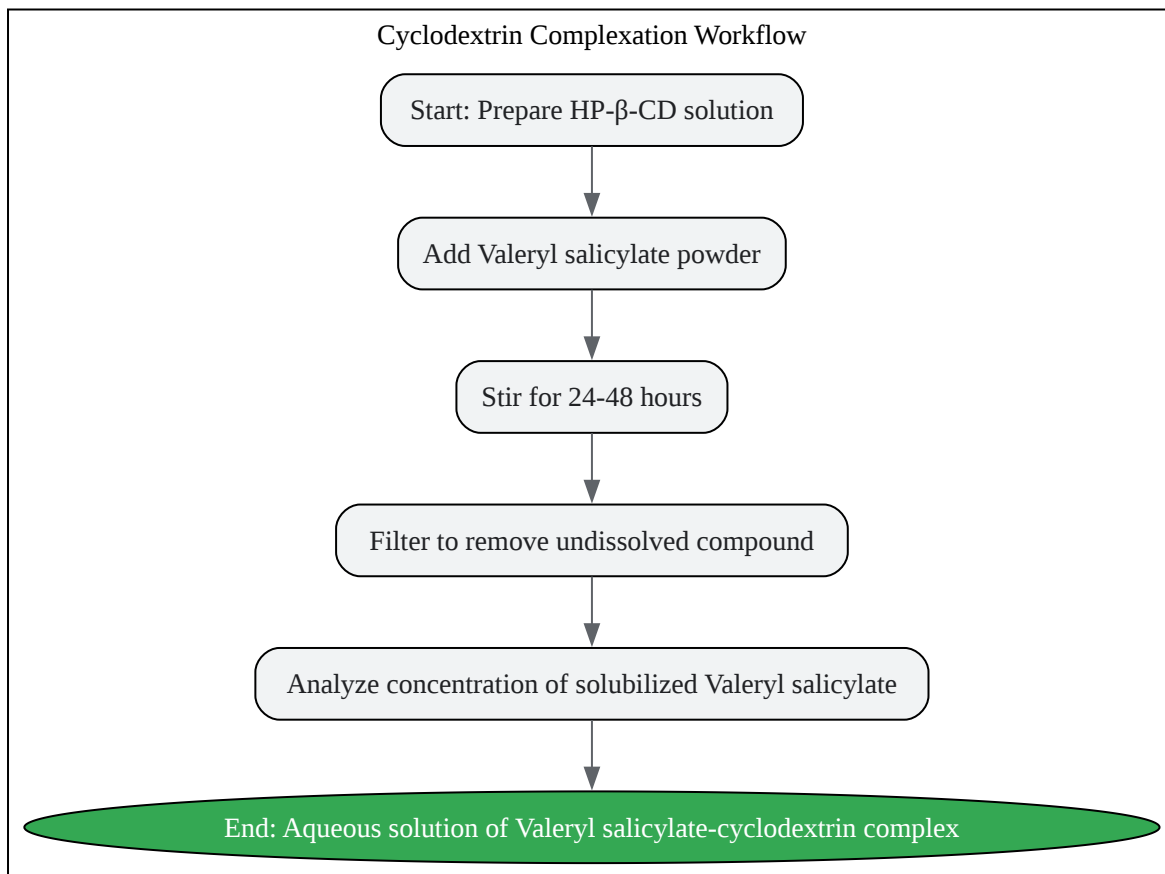 Cyclodextrin Complexation Workflow
Start: Prepare HP-β-CD solution
Add Valeryl salicylate powder
Stir for 24-48 hours
Filter to remove undissolved compound
Analyze concentration of solubilized Valeryl salicylate
End: Aqueous solution of Valeryl salicylate-cyclodextrin complex